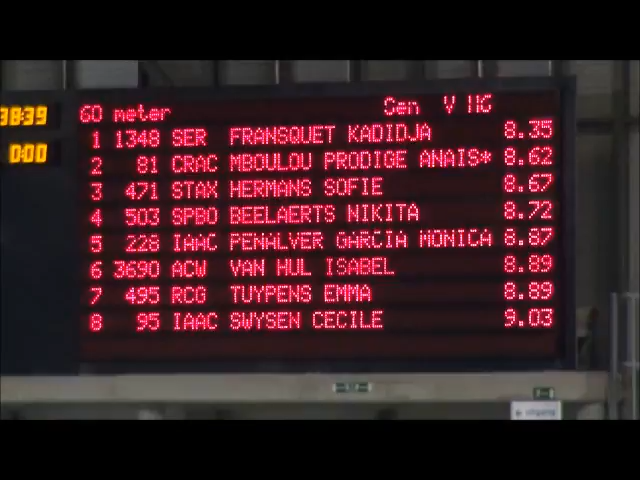 38:39
0:00
60 meter Sen V HG
1 1348 SER FRANSQUET KADIDJA 8.35
2 81 CRAC MBOULOU PRODIGE ANAIS* 8.62
3 471 STAX HERMANS SOFIE 8.67
4 503 SPBO BEELAERTS NIKITA 8.72
5 228 IAAC PENALVER GARCIA MONICA 8.87
6 3690 ACW VAN HUL ISABEL 8.89
7 495 RCG TUYPENS EMMA 8.89
8 95 IAAC SWYSEN CECILE 9.03